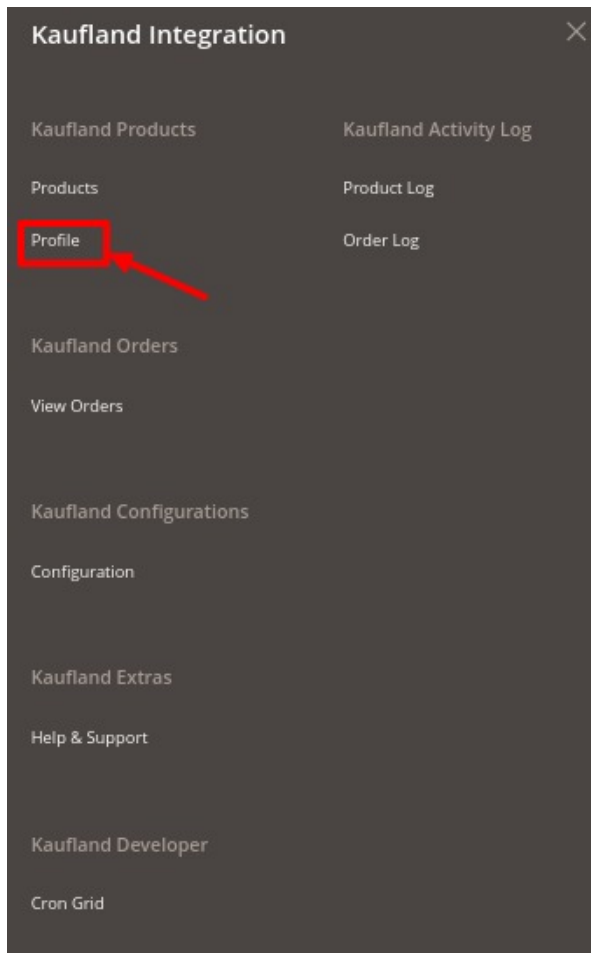 Kaufland Integration
Kaufland Products
Products
Profile
Kaufland Activity Log
Product Log
Order Log
Kaufland Orders
View Orders
Kaufland Configurations
Configuration
Kaufland Extras
Help & Support
Kaufland Developer
Cron Grid